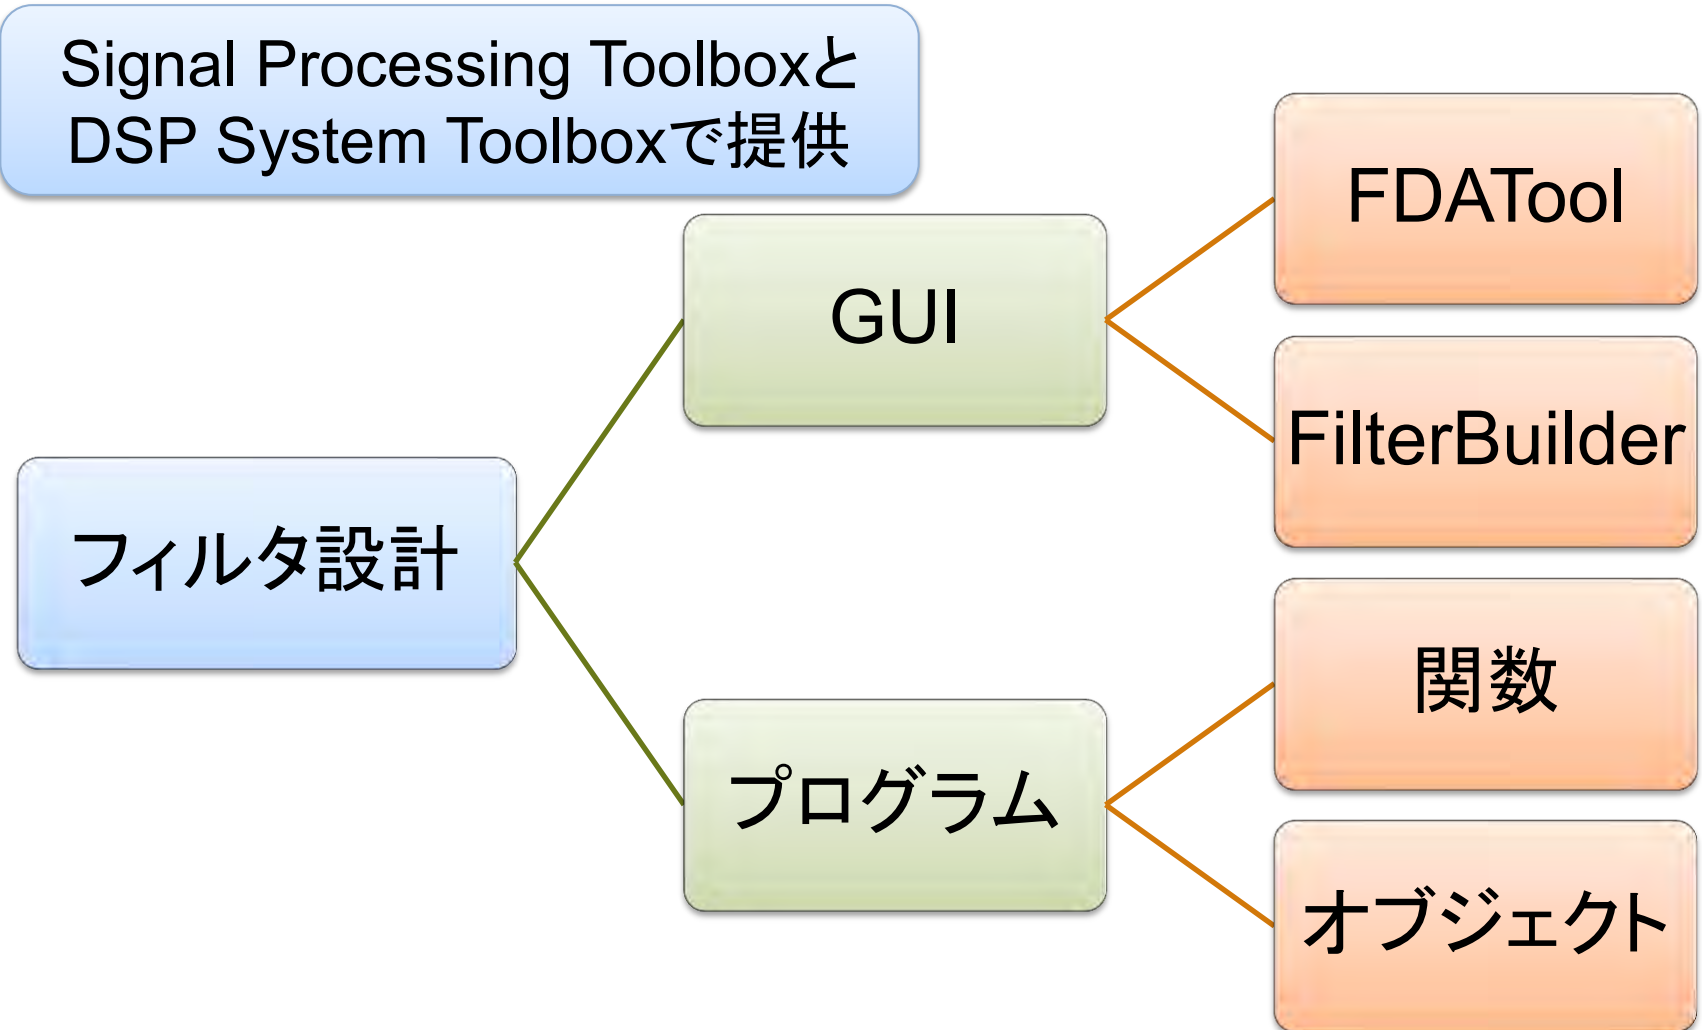 Signal Processing Toolboxと
DSP System Toolboxで提供
フィルタ設計
GUI
FDATool
FilterBuilder
プログラム
関数
オブジェクト